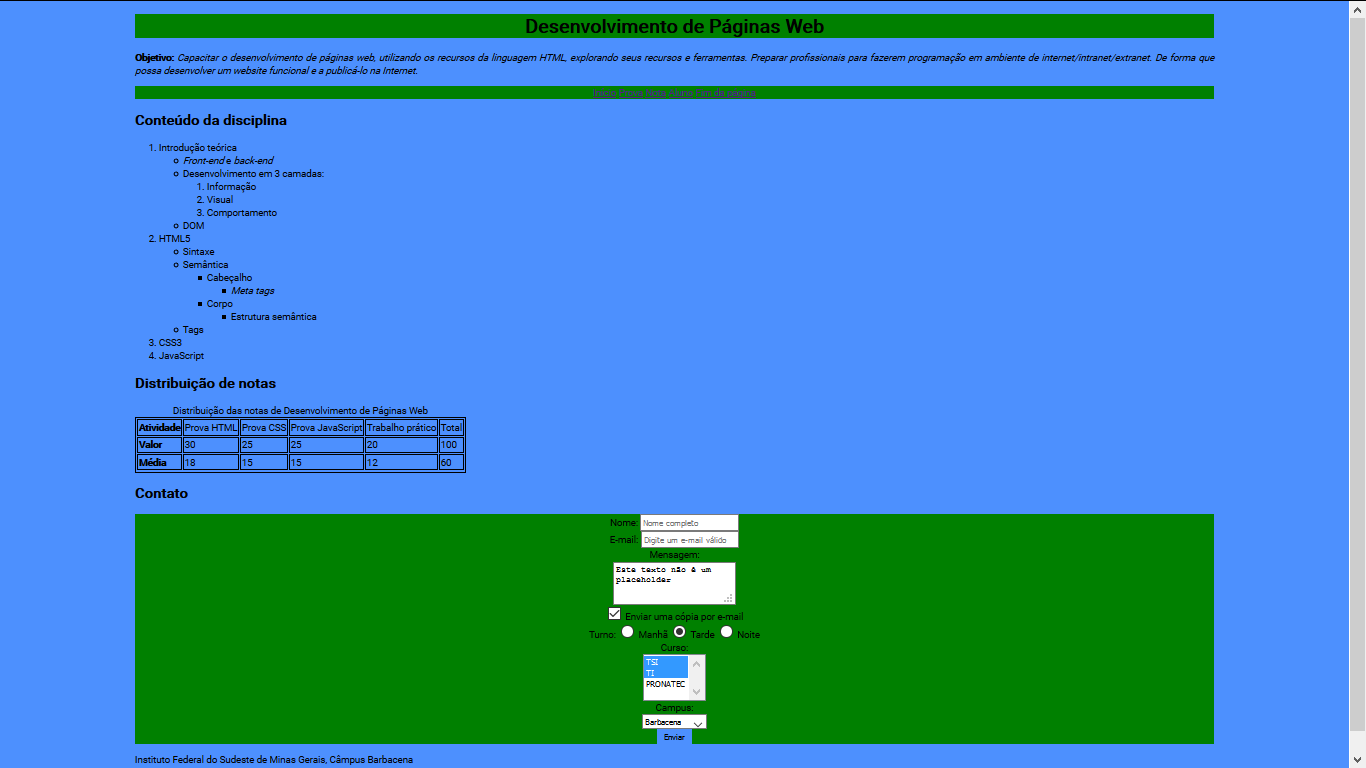 Desenvolvimento de Páginas Web
Objetivo: Capacitar o desenvolvimento de páginas web, utilizando os recursos da linguagem HTML, explorando seus recursos e ferramentas. Preparar profissionais para fazerem programação em ambiente de internet/intranet/extranet. De forma que
possa desenvolver um website funcional e a publicá-lo na Internet.
Início Prova Nota Aluno Fim da página
Conteúdo da disciplina
1. Introdução teórica
Front-end e back-end
Desenvolvimento em 3 camadas:
1. Informação
2. Visual
3. Comportamento
DOM
2. HTML5
Sintaxe
Semântica
Cabeçalho
Meta tags
Corpo
Estrutura semântica
Tags
3. CSS3
4. JavaScript
Distribuição de notas
Distribuição das notas de Desenvolvimento de Páginas Web
Atividade Prova HTML Prova CSS Prova JavaScript Trabalho prático Total
Valor 30 25 25 20 100
Média 18 15 15 12 60
Contato
Nome: Nome completo
E-mail: Digite um e-mail válido
Mensagem:
Este texto não é um
placeholder
Enviar uma cópia por e-mail
Turno: Manhã Tarde Noite
Curso:
TSI
TI
PRONATEC
Campus:
Barbacena
Enviar
Instituto Federal do Sudeste de Minas Gerais, Câmpus Barbacena